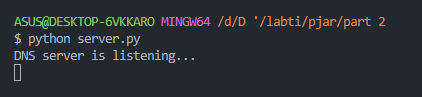 ASUS@DESKTOP-6VKKARO MINGW64 /d/D '/labti/pjar/part 2
$ python server.py
DNS server is listening...